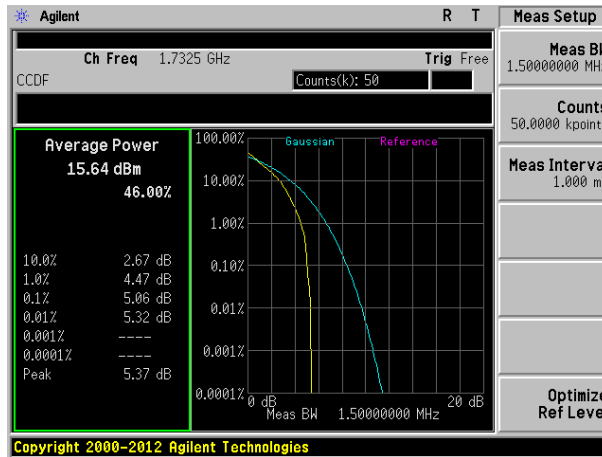 Agilent R T Meas Setup
Ch Freq 1.7325 GHz Trig Free
CCDF Counts(k): 50
Meas BW
1.50000000 MHz
Counts
50.0000 kpoints
Meas Interval
1.000 m
Optimize
Ref Level
Average Power
15.64 dBm
46.00%
10.0% 2.67 dB
1.0% 4.47 dB
0.1% 5.06 dB
0.01% 5.32 dB
0.001% ----
0.0001% ----
Peak 5.37 dB
Gaussian Reference
100.00%
10.00%
1.00%
0.10%
0.01%
0.001%
0.0001%
0 dB 20 dB
Meas BW 1.50000000 MHz
Copyright 2000-2012 Agilent Technologies